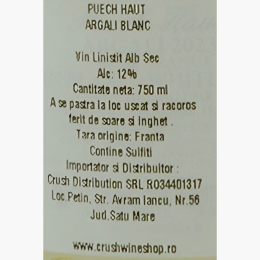 PUECH HAUT
ARGALI BLANC
Vin Linistit Alb Sec
Alc: 12%
Cantitate neta: 750 ml
A se pastra la loc uscat si racoros
ferit de soare si Inghet .
Tara origine: Franta
Contine Sulfiti
Importator si Distribuitor :
Crush Distribution SRL RO34401317
Loc.Petin, Str. Avram Iancu, Nr.56
Jud.Satu Mare
www.crushwineshop.ro